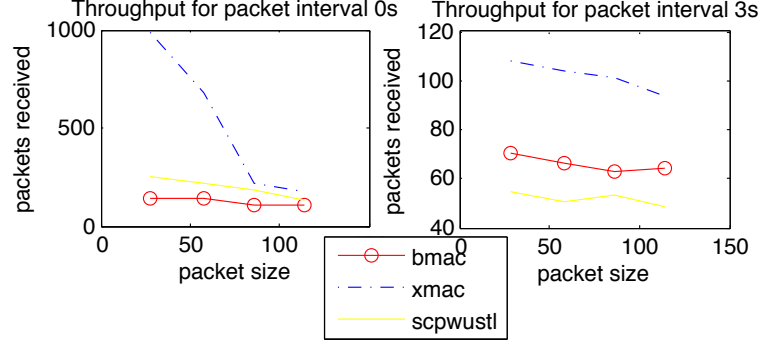 Throughput for packet interval 0s
1000
500
0
packets received
0
50
100
packet size
Throughput for packet interval 3s
120
100
80
60
40
packets received
0
50
100
150
packet size
bmac
xmac
scpwustl